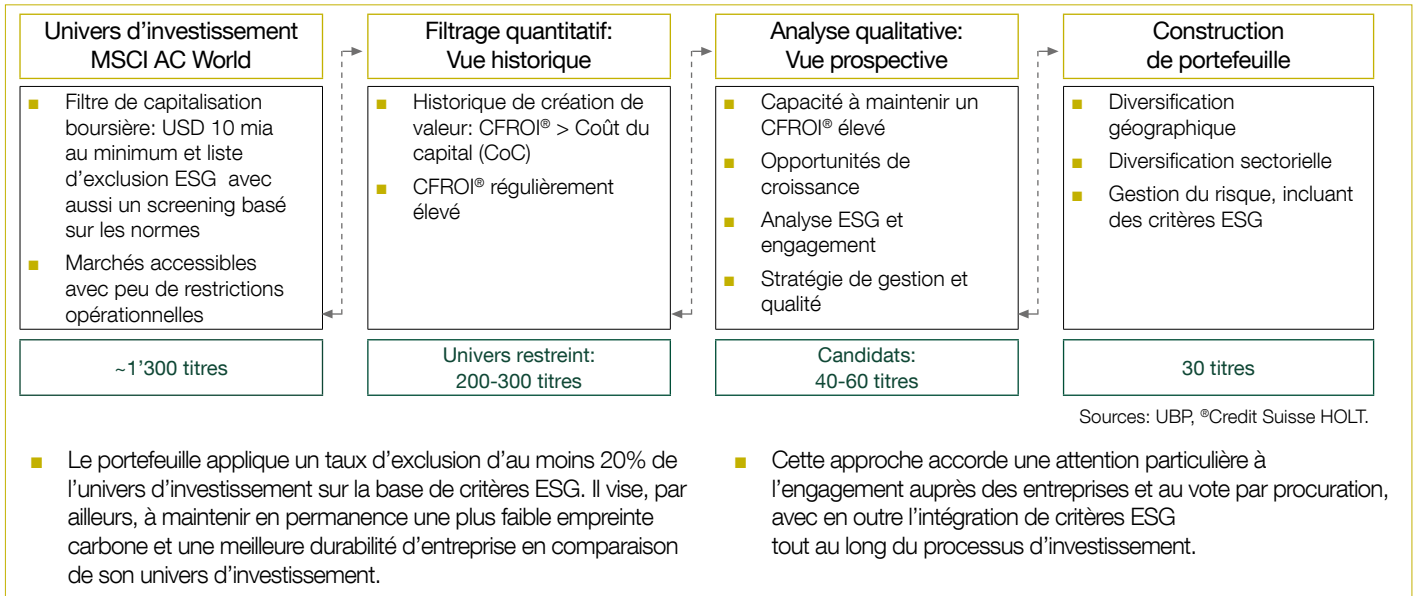 Univers d’investissement
MSCI AC World
Filtre de capitalisation
boursière: USD 10 mia
au minimum et liste
d’exclusion ESG avec
aussi un screening basé
sur les normes
Marchés accessibles
avec peu de restrictions
opérationnelles
~1’300 titres
Filtrage quantitatif:
Vue historique
Historique de création de
valeur: CFROI® > Coût du
capital (CoC)
CFROI® régulièrement
élevé
Univers restreint:
200-300 titres
Analyse qualitative:
Vue prospective
Capacité à maintenir un
CFROI® élevé
Opportunités de
croissance
Analyse ESG et
engagement
Stratégie de gestion et
qualité
Candidats:
40-60 titres
Construction
de portefeuille
Diversification
géographique
Diversification sectorielle
Gestion du risque, incluant
des critères ESG
30 titres
Sources: UBP, ®Credit Suisse HOLT.
Le portefeuille applique un taux d’exclusion d’au moins 20% de
l’univers d’investissement sur la base de critères ESG. Il vise, par
ailleurs, à maintenir en permanence une plus faible empreinte
carbone et une meilleure durabilité d’entreprise en comparaison
de son univers d’investissement.
Cette approche accorde une attention particulière à
l’engagement auprès des entreprises et au vote par procuration,
avec en outre l’intégration de critères ESG
tout au long du processus d’investissement.